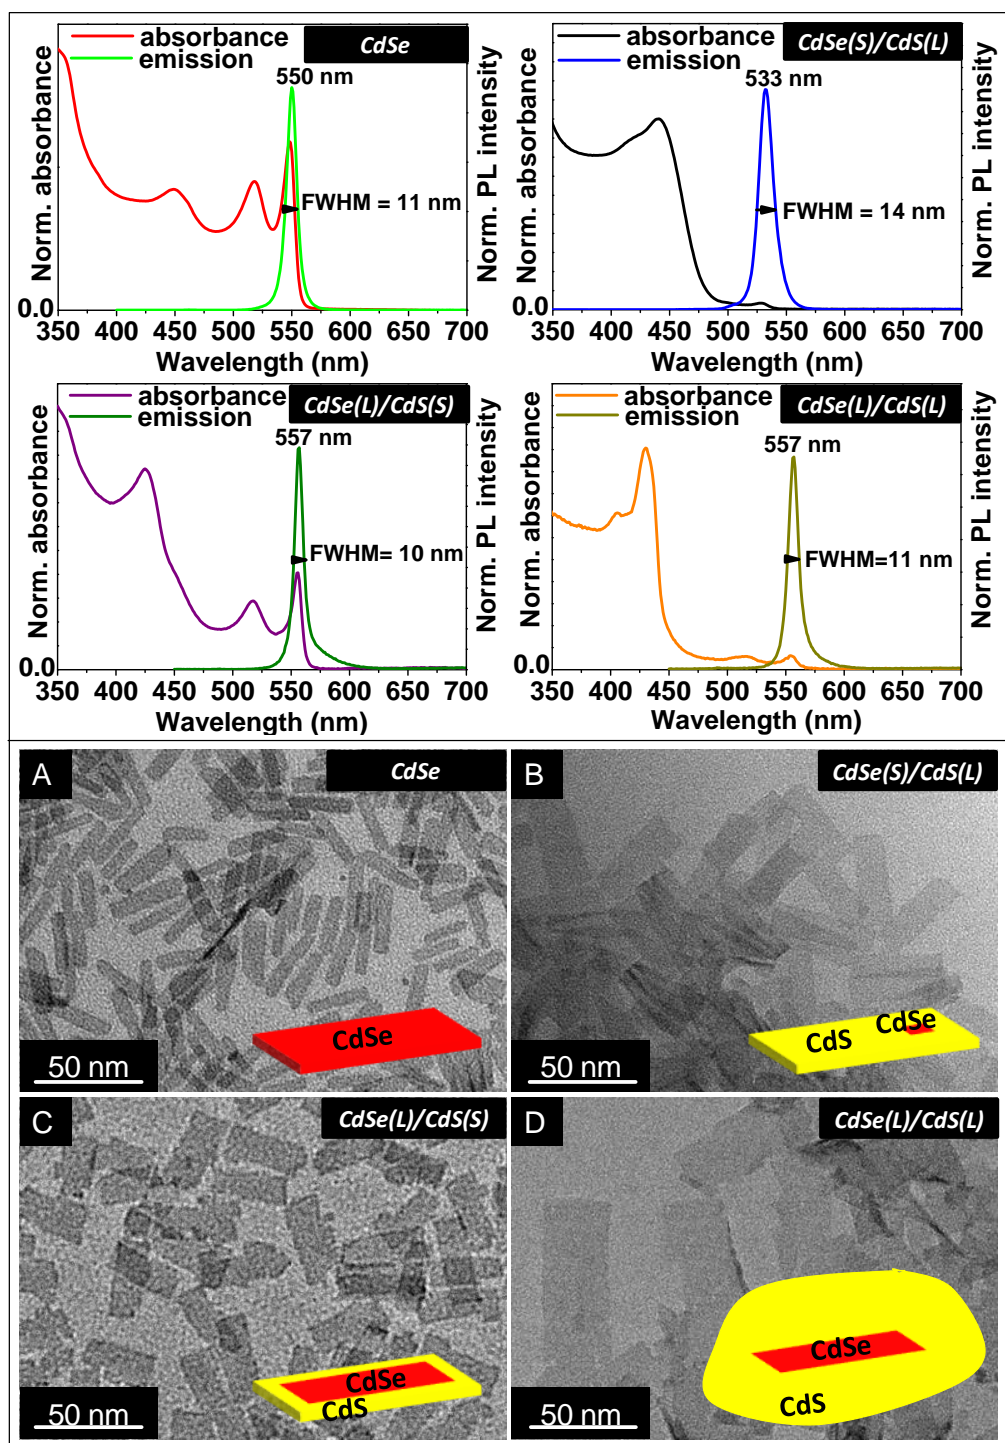 absorbance
emission
CdSe
550 nm
FWHM = 11 nm
Norm. absorbance
Norm. PL intensity
0.0
350 400 450 500 550 600 650 700
Wavelength (nm)
absorbance
emission
CdSe(S)/CdS(L)
533 nm
FWHM = 14 nm
Norm. absorbance
Norm. PL intensity
0.0
350 400 450 500 550 600 650 700
Wavelength (nm)
absorbance
emission
CdSe(L)/CdS(S)
557 nm
FWHM= 10 nm
Norm. absorbance
Norm. PL intensity
0.0
350 400 450 500 550 600 650 700
Wavelength (nm)
absorbance
emission
CdSe(L)/CdS(L)
557 nm
FWHM=11 nm
Norm. absorbance
Norm. PL intensity
0.0
350 400 450 500 550 600 650 700
Wavelength (nm)
A
CdSe
CdSe
50 nm
B
CdSe(S)/CdS(L)
CdSe
CdS
50 nm
C
CdSe(L)/CdS(S)
CdSe
CdS
50 nm
D
CdSe(L)/CdS(L)
CdSe
CdS
50 nm